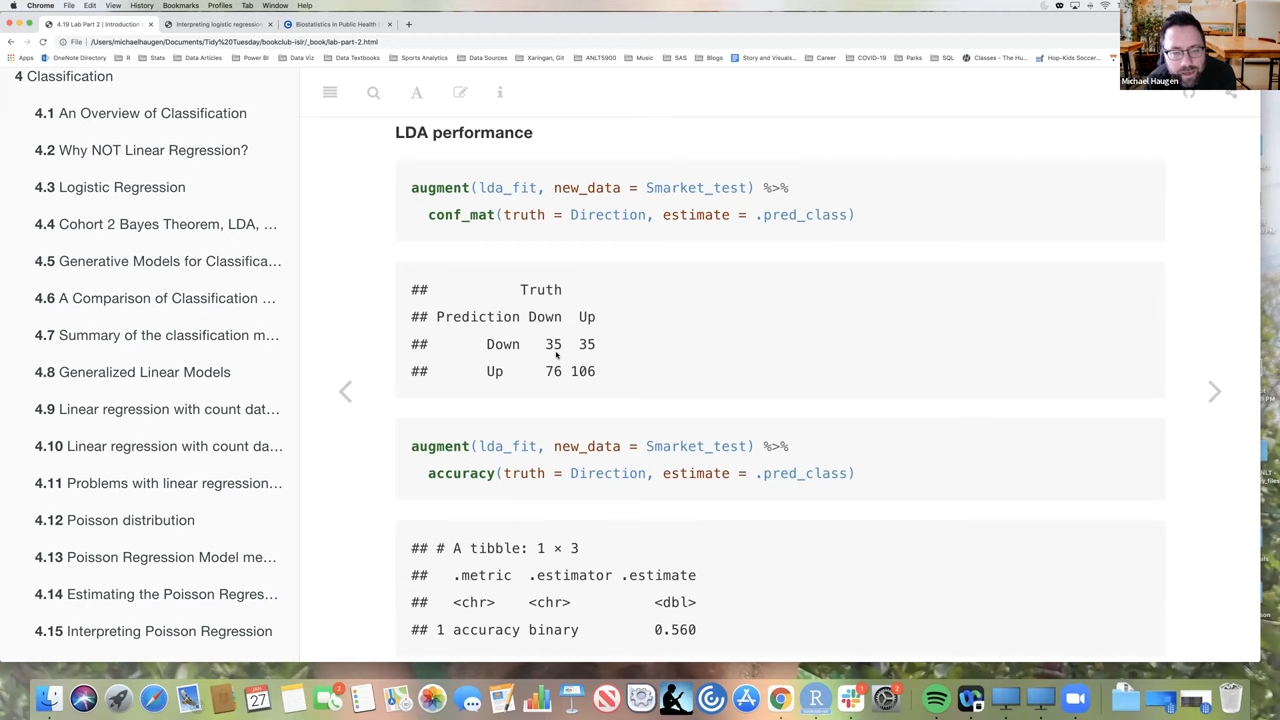 Chrome File Edit View History Bookmarks Profiles Tab Window Help
4.19 Lab Part 2 | Introduction
Interpreting logistic regressio
Biostatistics in Public Health |
File | /Users/michaelhaugen/Documents/Tidy%20Tuesday/bookclub-islr/_book/lab-part-2.html
Apps OneNote Directory R Stats Data Articles Power BI Data Viz Data Textbooks Sports Analytics Data Sources Xaringan, Git ANLT5900 Music SAS Blogs Story and Visuals... Career COVID-19 Parks SQL Classes - The Hu... Hop-Kids Soccer...
Michael Haugen
4 Classification
4.1 An Overview of Classification
4.2 Why NOT Linear Regression?
4.3 Logistic Regression
4.4 Cohort 2 Bayes Theorem, LDA, ...
4.5 Generative Models for Classifica...
4.6 A Comparison of Classification ...
4.7 Summary of the classification m...
4.8 Generalized Linear Models
4.9 Linear regression with count dat...
4.10 Linear regression with count da...
4.11 Problems with linear regression...
4.12 Poisson distribution
4.13 Poisson Regression Model me...
4.14 Estimating the Poisson Regres...
4.15 Interpreting Poisson Regression
LDA performance
augment(lda_fit, new_data = Smarket_test) %>%
conf_mat(truth = Direction, estimate = .pred_class)
## Truth
## Prediction Down Up
## Down 35 35
## Up 76 106
augment(lda_fit, new_data = Smarket_test) %>%
accuracy(truth = Direction, estimate = .pred_class)
## # A tibble: 1 × 3
## .metric .estimator .estimate
## <chr> <chr> <dbl>
## 1 accuracy binary 0.560
JAN
27